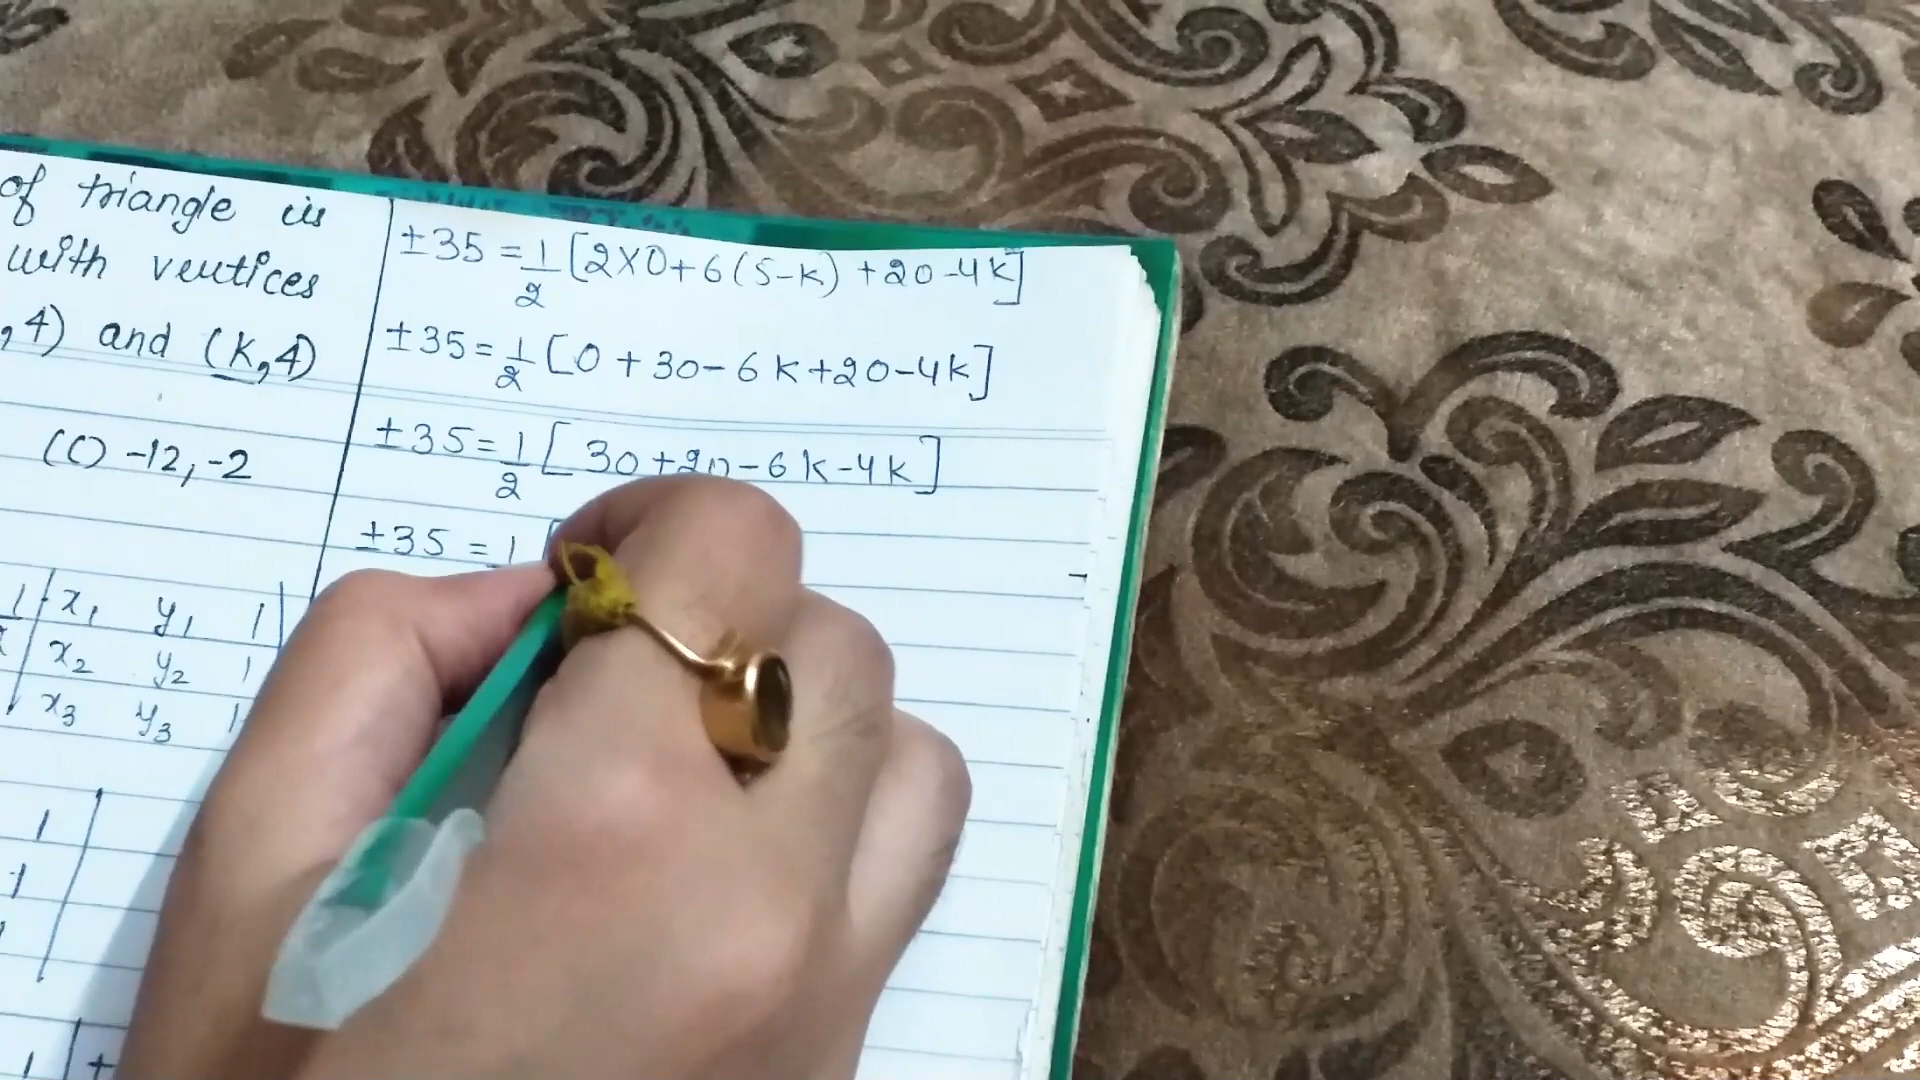 of triangle is
with vertices
, 4) and (K, 4)
(C) -12, -2
1 | x₁ y₁ 1 |
x₂ y₂ 1
x₃ y₃ 1
1
1
1 | +
±35 = 1/2 [2×0+6(5-K) +20-4K]
±35 = 1/2 [0 + 30 - 6K+20-4K]
±35 = 1/2 [30+20-6K-4K]
±35 = 1